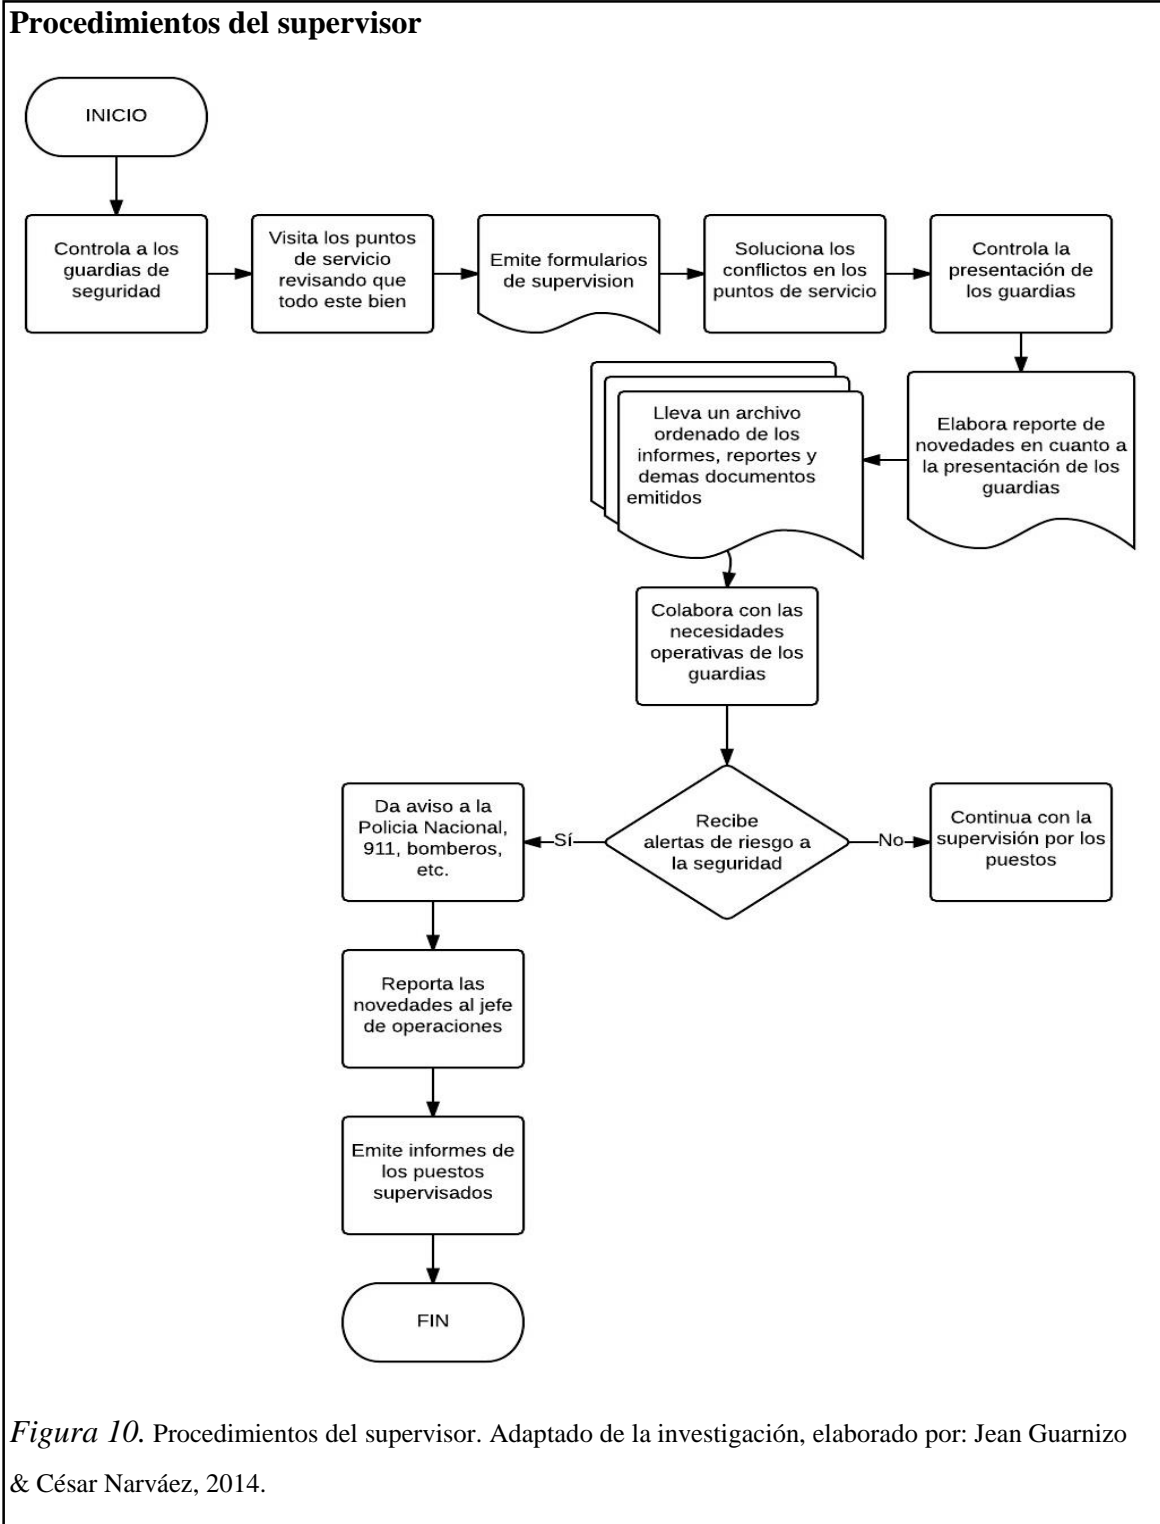 Procedimientos del supervisor
INICIO
Controla a los
guardias de
seguridad
Visita los puntos
de servicio
revisando que
todo este bien
Emite formularios
de supervision
Soluciona los
conflictos en los
puntos de servicio
Controla la
presentación de
los guardias
Elabora reporte de
novedades en cuanto a
la presentación de los
guardias
Lleva un archivo
ordenado de los
informes, reportes y
demas documentos
emitidos
Colabora con las
necesidades
operativas de los
guardias
Recibe
alertas de riesgo a
la seguridad
Sí
No
Da aviso a la
Policia Nacional,
911, bomberos,
etc.
Continua con la
supervisión por los
puestos
Reporta las
novedades al jefe
de operaciones
Emite informes de
los puestos
supervisados
FIN
Figura 10. Procedimientos del supervisor. Adaptado de la investigación, elaborado por: Jean Guarnizo
& César Narváez, 2014.